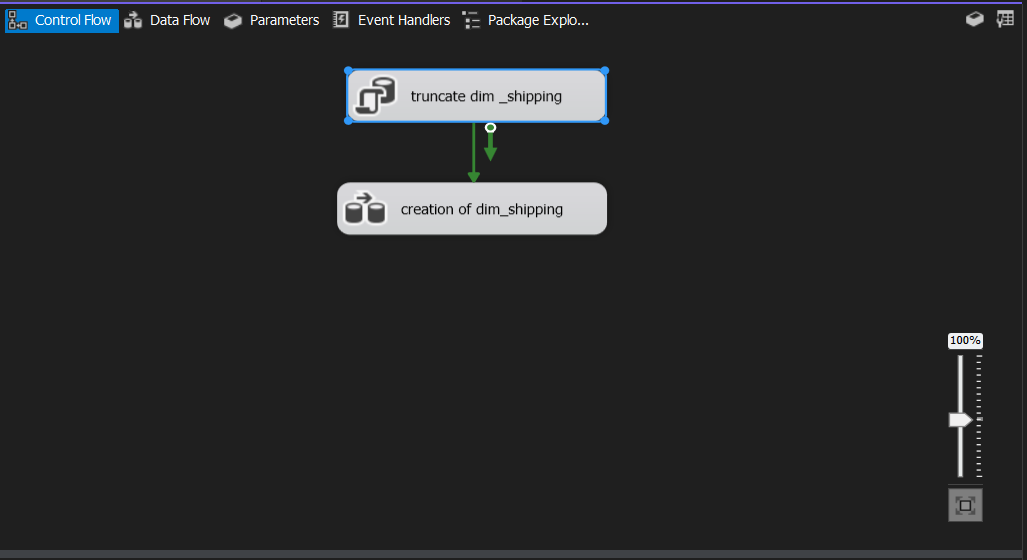 Control Flow Data Flow Parameters Event Handlers Package Explo...
truncate dim _shipping
creation of dim_shipping
100%